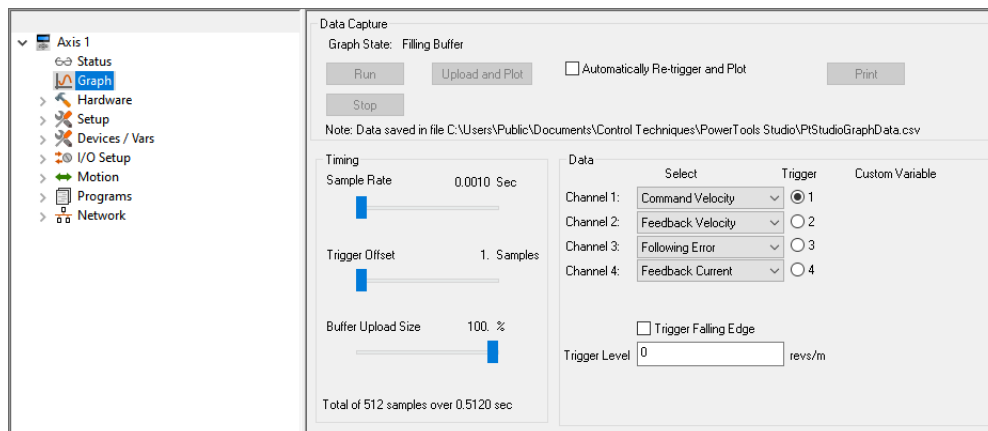 Axis 1
Status
Graph
Hardware
Setup
Devices / Vars
I/O Setup
Motion
Programs
Network
Data Capture
Graph State: Filling Buffer
Run Upload and Plot Automatically Re-trigger and Plot Print
Stop
Note: Data saved in file C:\Users\Public\Documents\Control Techniques\PowerTools Studio\PtStudioGraphData.csv
Timing
Sample Rate 0.0010 Sec
Trigger Offset 1. Samples
Buffer Upload Size 100. %
Total of 512 samples over 0.5120 sec
Data
Select Trigger Custom Variable
Channel 1: Command Velocity 1
Channel 2: Feedback Velocity 2
Channel 3: Following Error 3
Channel 4: Feedback Current 4
Trigger Falling Edge
Trigger Level 0 revs/m